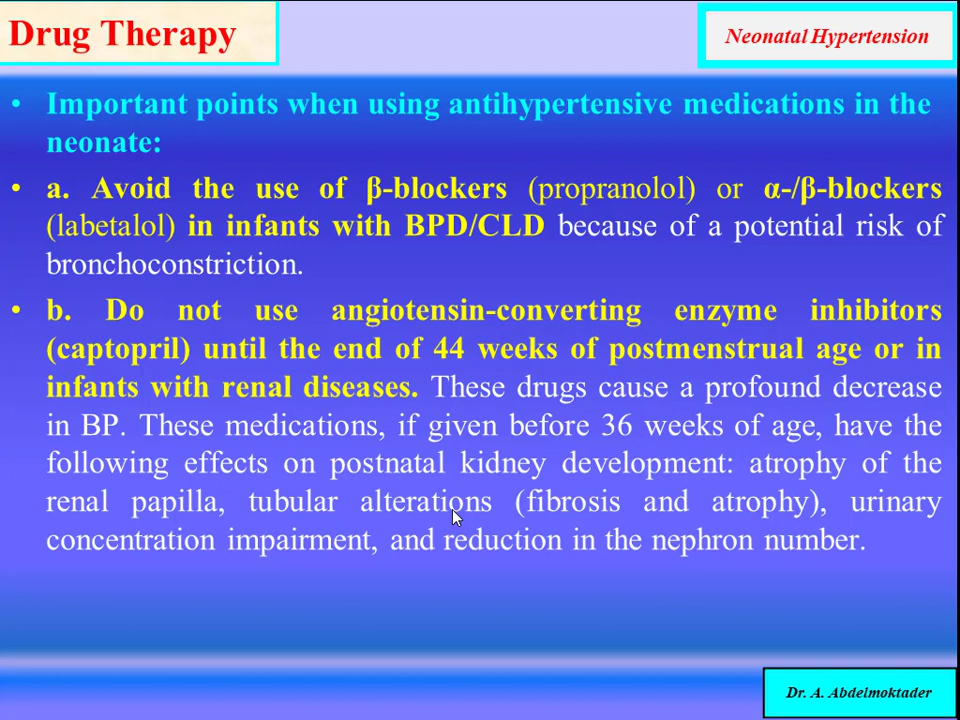 Drug Therapy
Neonatal Hypertension
• Important points when using antihypertensive medications in the
neonate:
• a. Avoid the use of β-blockers (propranolol) or α-/β-blockers
(labetalol) in infants with BPD/CLD because of a potential risk of
bronchoconstriction.
• b. Do not use angiotensin-converting enzyme inhibitors
(captopril) until the end of 44 weeks of postmenstrual age or in
infants with renal diseases. These drugs cause a profound decrease
in BP. These medications, if given before 36 weeks of age, have the
following effects on postnatal kidney development: atrophy of the
renal papilla, tubular alterations (fibrosis and atrophy), urinary
concentration impairment, and reduction in the nephron number.
Dr. A. Abdelmoktader